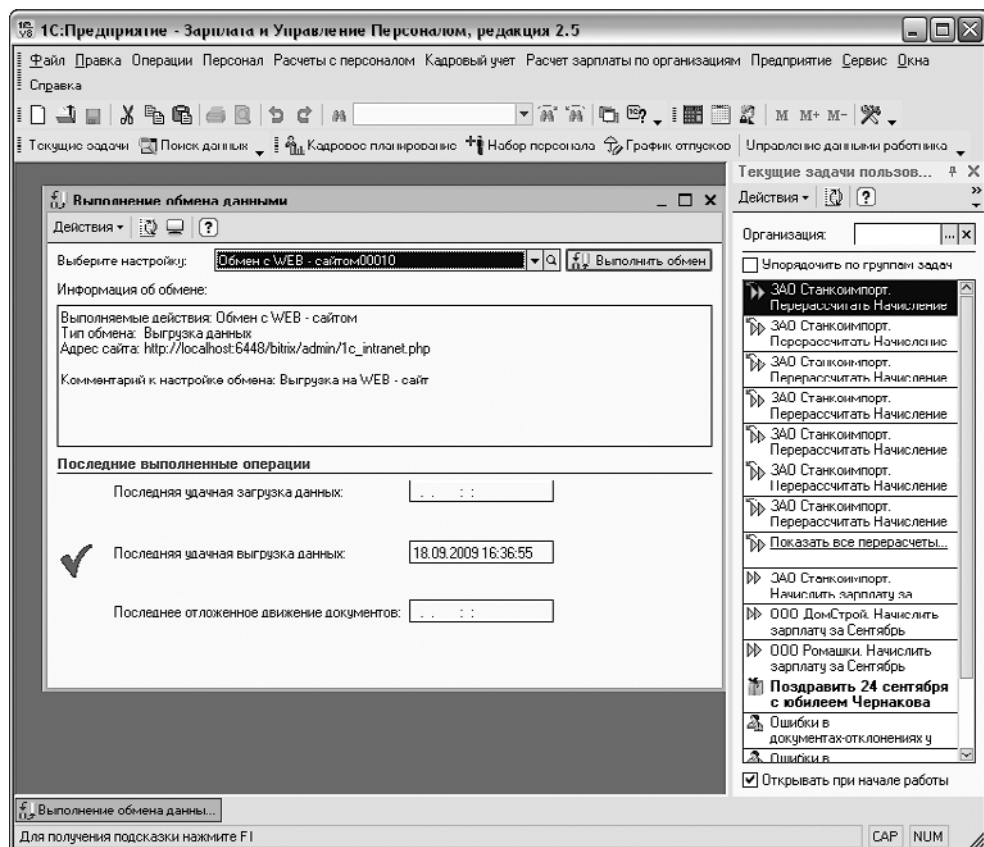 1С:Предприятие - Зарплата и Управление Персоналом, редакция 2.5
Файл Правка Операции Персонал Расчеты с персоналом Кадровый учет Расчет зарплаты по организациям Предприятие Сервис Окна
Справка
M M+ M-
Текущие задачи Поиск данных Кадровое планирование Набор персонала График отпусков Управление данными работника
Текущие задачи пользов...
Выполнение обмена данными
Действия
Действия
Выберите настройку: Обмен с WEB - сайтом00010 Выполнить обмен
Организация:
Информация об обмене:
Выполняемые действия: Обмен с WEB - сайтом
Тип обмена: Выгрузка данных
Адрес сайта: http://localhost:6448/bitrix/admin/1c_intranet.php
Комментарий к настройке обмена: Выгрузка на WEB - сайт
Последние выполненные операции
Последняя удачная загрузка данных: . . : :
Последняя удачная выгрузка данных: 18.09.2009 16:36:55
Последнее отложенное движение документов: . . : :
Упорядочить по группам задач
ЗАО Станкоимпорт.
Перерассчитать Начисление
ЗАО Станкоимпорт.
Перерассчитать Начисление
ЗАО Станкоимпорт.
Перерассчитать Начисление
ЗАО Станкоимпорт.
Перерассчитать Начисление
ЗАО Станкоимпорт.
Перерассчитать Начисление
ЗАО Станкоимпорт.
Перерассчитать Начисление
ЗАО Станкоимпорт.
Перерассчитать Начисление
Показать все перерасчеты...
ЗАО Станкоимпорт.
Начислить зарплату за
ООО ДомСтрой. Начислить
зарплату за Сентябрь
ООО Ромашки. Начислить
зарплату за Сентябрь
Поздравить 24 сентября
с юбилеем Чернакова
Ошибки в
документах-отклонениях у
Ошибки в
Открывать при начале работы
Выполнение обмена данны...
Для получения подсказки нажмите F1
CAP NUM